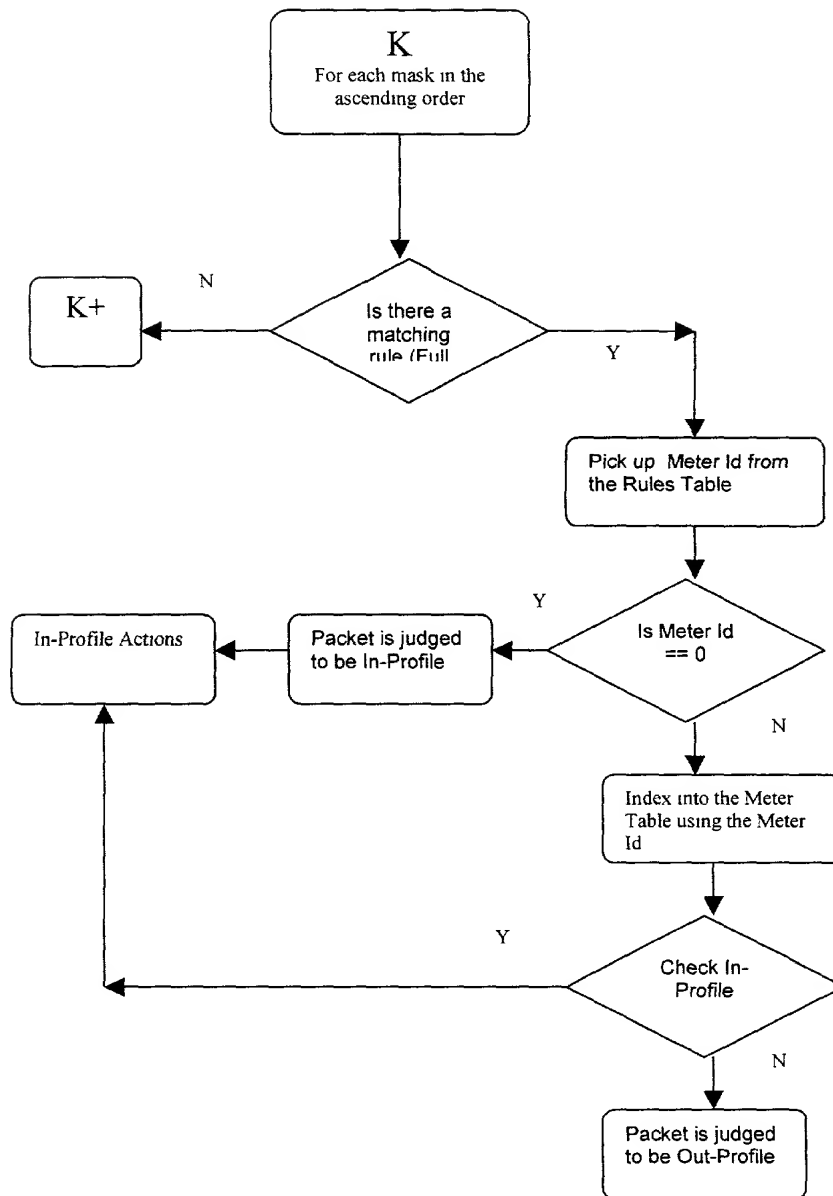 K
For each mask in the
ascending order
N
K+
Is there a
matching
rule (Full
Y
Pick up Meter Id from
the Rules Table
Y
In-Profile Actions
Packet is judged
to be In-Profile
Is Meter Id
== 0
N
Index into the Meter
Table using the Meter
Id
Y
Check In-
Profile
N
Packet is judged
to be Out-Profile